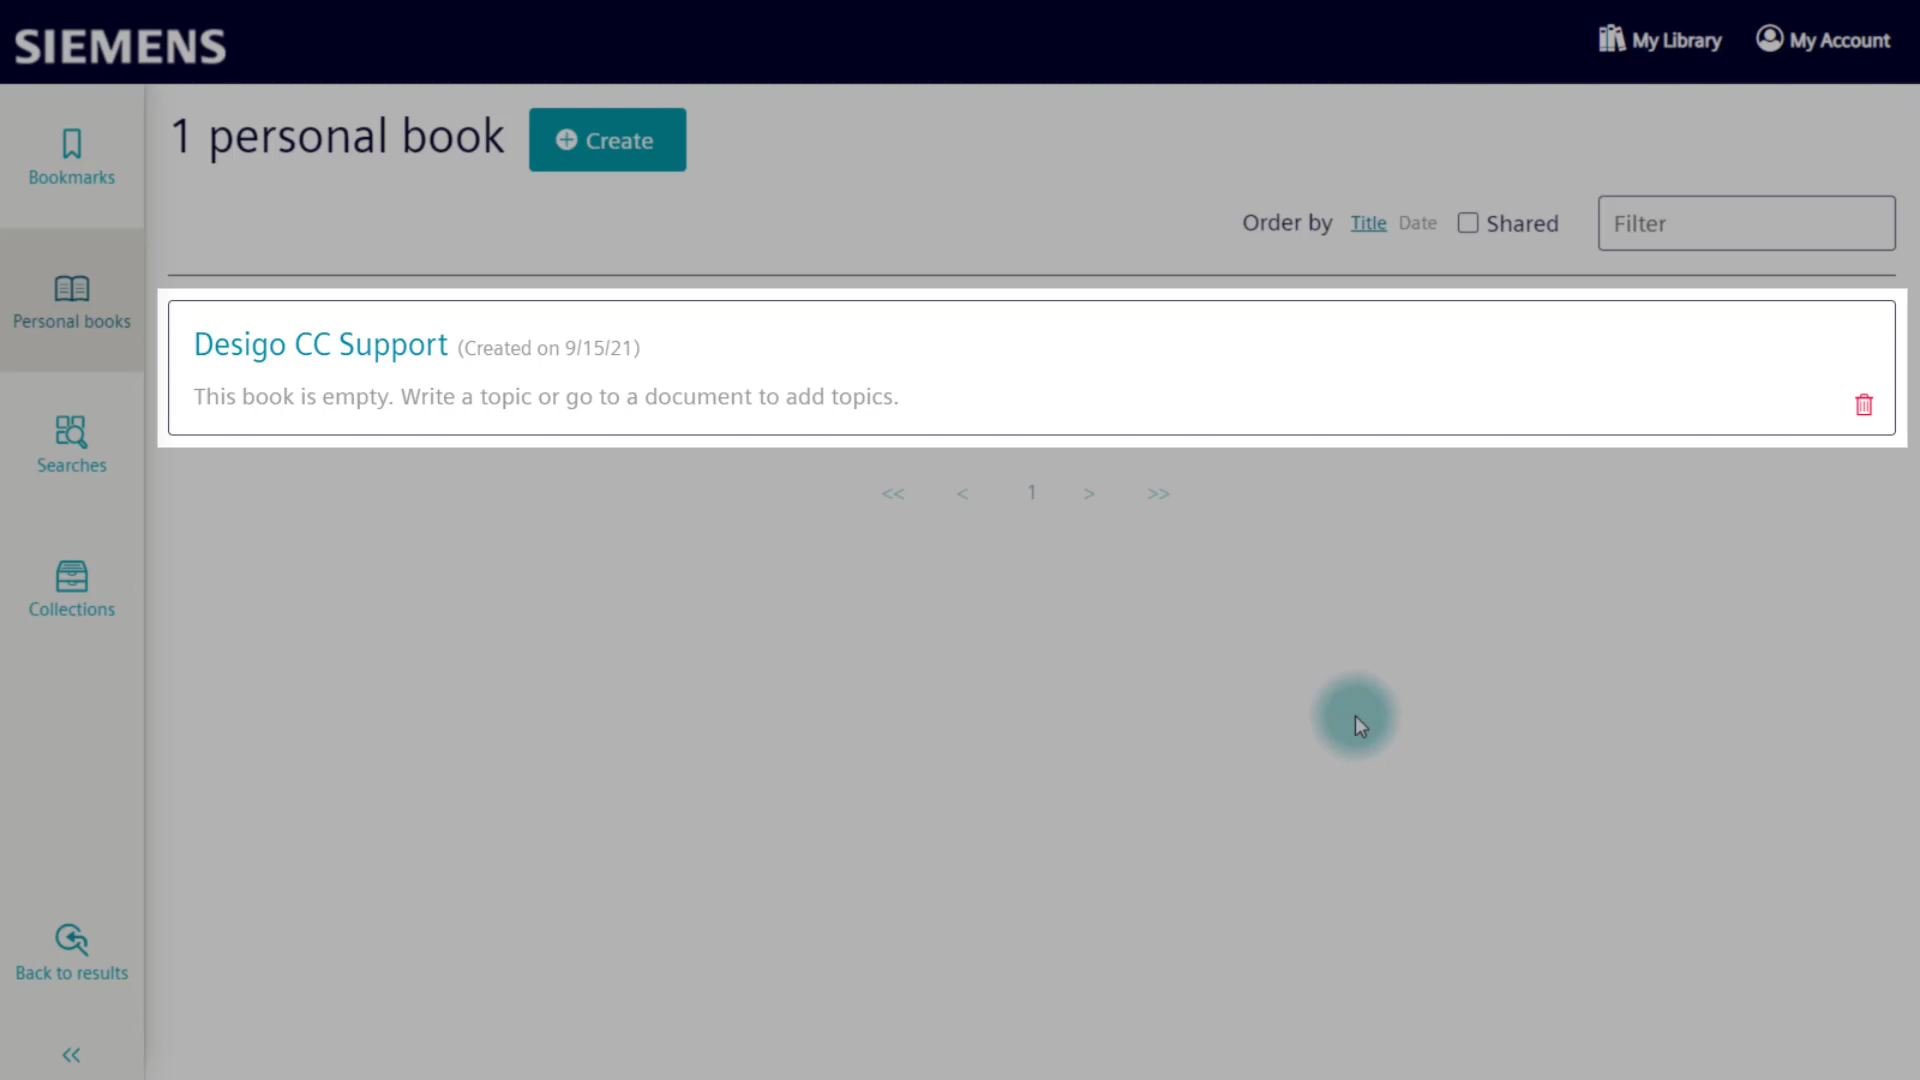 SIEMENS
My Library
My Account
Bookmarks
Personal books
Searches
Collections
Back to results
1 personal book
Create
Order by Title Date Shared
Filter
Desigo CC Support (Created on 9/15/21)
This book is empty. Write a topic or go to a document to add topics.
<< < 1 > >>